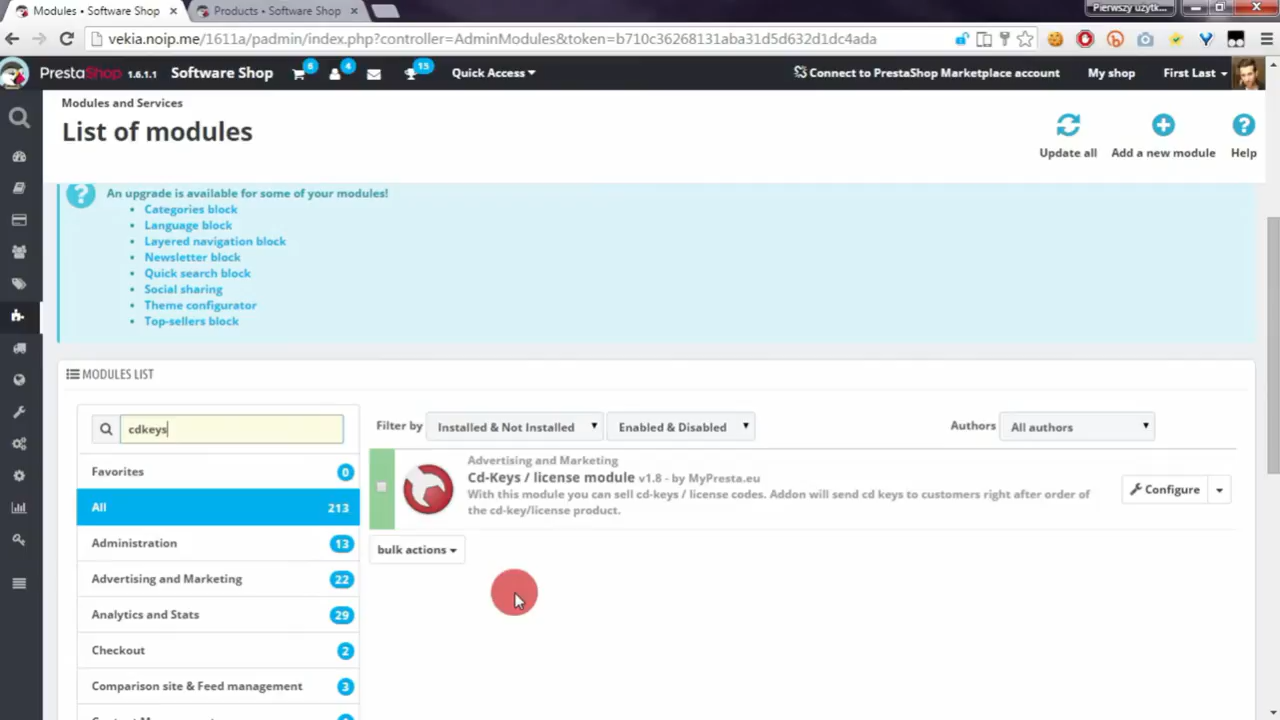 Modules • Software Shop
Products • Software Shop
Pierwszy użytk...
vekia.noip.me/1611a/padmin/index.php?controller=AdminModules&token=b710c36268131aba31d5d632d1dc4ada
PrestaShop 1.6.1.1 Software Shop 6 4 15 Quick Access Connect to PrestaShop Marketplace account My shop First Last
Modules and Services
List of modules
Update all Add a new module Help
An upgrade is available for some of your modules!
Categories block
Language block
Layered navigation block
Newsletter block
Quick search block
Social sharing
Theme configurator
Top-sellers block
MODULES LIST
cdkeys
Filter by Installed & Not Installed Enabled & Disabled Authors All authors
Favorites 0
All 213
Administration 13
Advertising and Marketing 22
Analytics and Stats 29
Checkout 2
Comparison site & Feed management 3
Advertising and Marketing
Cd-Keys / license module v1.8 - by MyPresta.eu
With this module you can sell cd-keys / license codes. Addon will send cd keys to customers right after order of
the cd-key/license product.
Configure
bulk actions